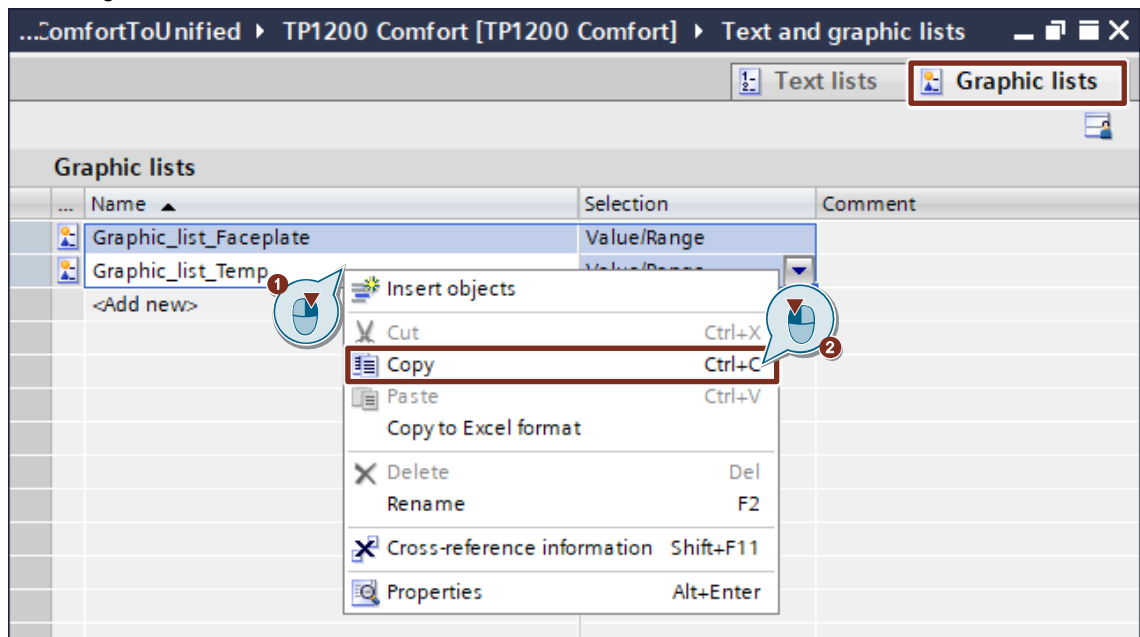 ...ComfortToUnified ▸ TP1200 Comfort [TP1200 Comfort] ▸ Text and graphic lists
Text lists Graphic lists
Graphic lists
... Name Selection Comment
Graphic_list_Faceplate Value/Range
Graphic_list_Temp Value/Range
1
<Add new>
Insert objects
Cut Ctrl+X
2
Copy Ctrl+C
Paste Ctrl+V
Copy to Excel format
Delete Del
Rename F2
Cross-reference information Shift+F11
Properties Alt+Enter